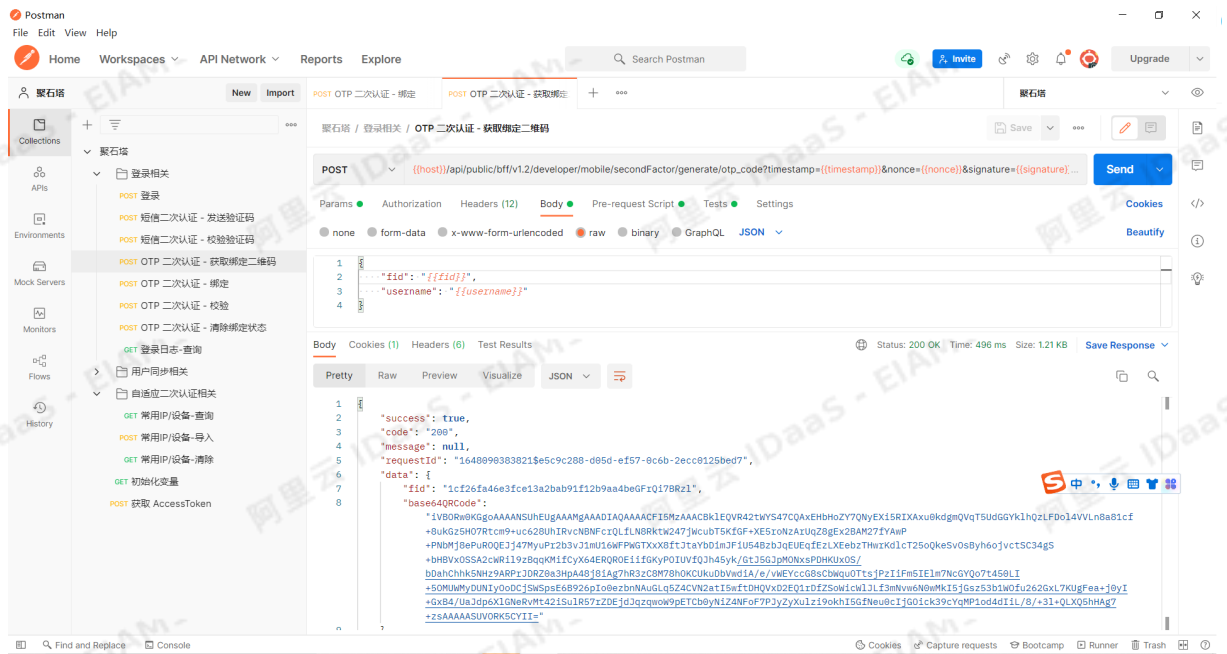 Postman
File Edit View Help
Home Workspaces API Network Reports Explore Search Postman Invite Upgrade
聚石塔 New Import POST OTP 二次认证 - 绑定 POST OTP 二次认证 - 获取绑定 聚石塔
Collections
APIs
Environments
Mock Servers
Monitors
Flows
History
聚石塔
登录相关
POST 登录
POST 短信二次认证 - 发送验证码
POST 短信二次认证 - 校验验证码
POST OTP 二次认证 - 获取绑定二维码
POST OTP 二次认证 - 绑定
POST OTP 二次认证 - 校验
POST OTP 二次认证 - 清除绑定状态
GET 登录日志-查询
用户同步相关
自适应二次认证相关
GET 常用IP/设备-查询
POST 常用IP/设备-导入
GET 常用IP/设备-清除
GET 初始化变量
POST 获取 AccessToken
聚石塔 / 登录相关 / OTP 二次认证 - 获取绑定二维码 Save
POST {{host}}/api/public/bff/v1.2/developer/mobile/secondFactor/generate/otp_code?timestamp={{timestamp}}&nonce={{nonce}}&signature={{signature}... Send
Params Authorization Headers (12) Body Pre-request Script Tests Settings Cookies
none form-data x-www-form-urlencoded raw binary GraphQL JSON Beautify
1 {
2 "fid": "{{fid}}",
3 "username": "{{username}}"
4 }
Body Cookies (1) Headers (6) Test Results Status: 200 OK Time: 496 ms Size: 1.21 KB Save Response
Pretty Raw Preview Visualize JSON
1 {
2 "success": true,
3 "code": "200",
4 "message": null,
5 "requestId": "1648090383821$e5c9c288-d05d-ef57-0c6b-2ecc0125bed7",
6 "data": {
7 "fid": "1cf26fa46e3fce13a2bab91f12b9aa4beGFrQi7BRzl",
8 "base64QRCode":
Find and Replace Console Cookies Capture requests Bootcamp Runner Trash
阿里云 IDaaS - EIAM